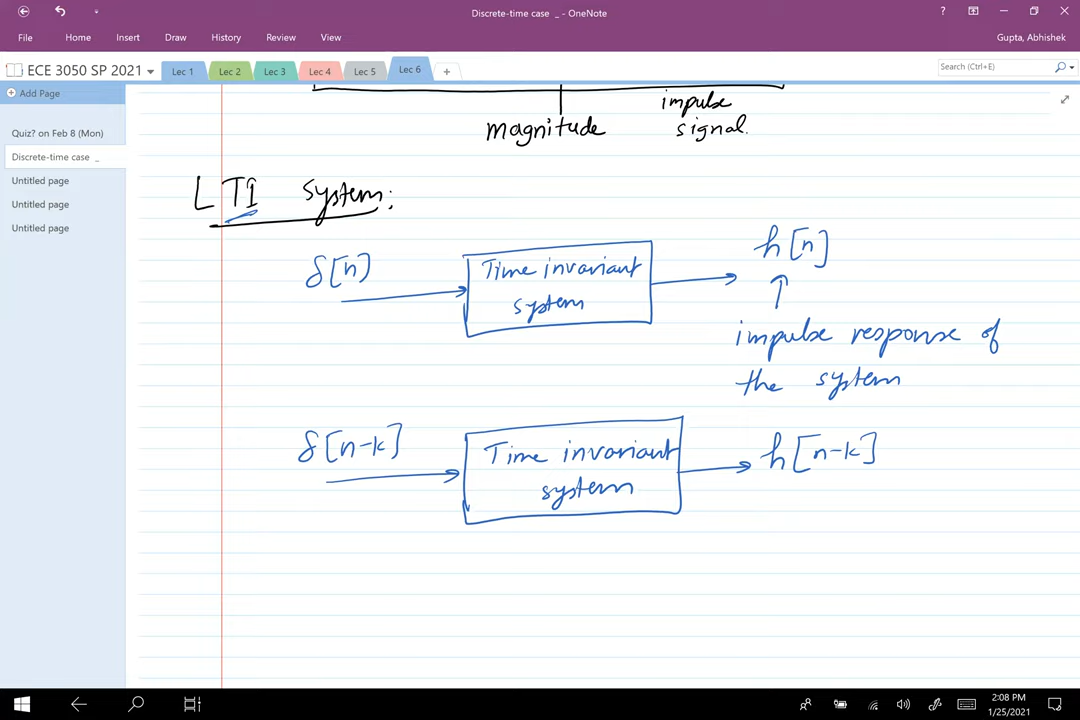 Discrete-time case _ - OneNote
?
File Home Insert Draw History Review View
Gupta, Abhishek
ECE 3050 SP 2021
Lec 1
Lec 2
Lec 3
Lec 4
Lec 5
Lec 6
+
Search (Ctrl+E)
Add Page
Quiz? on Feb 8 (Mon)
Discrete-time case _
Untitled page
Untitled page
Untitled page
magnitude
impulse
signal.
LTI system:
δ[n]
Time invariant
system
h[n]
impulse response of
the system
δ[n-k]
Time invariant
system
h[n-k]
2:08 PM
1/25/2021